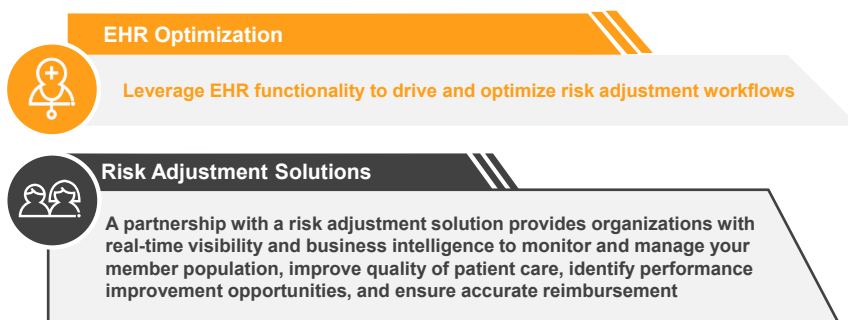 EHR Optimization
Leverage EHR functionality to drive and optimize risk adjustment workflows
Risk Adjustment Solutions
A partnership with a risk adjustment solution provides organizations with
real-time visibility and business intelligence to monitor and manage your
member population, improve quality of patient care, identify performance
improvement opportunities, and ensure accurate reimbursement